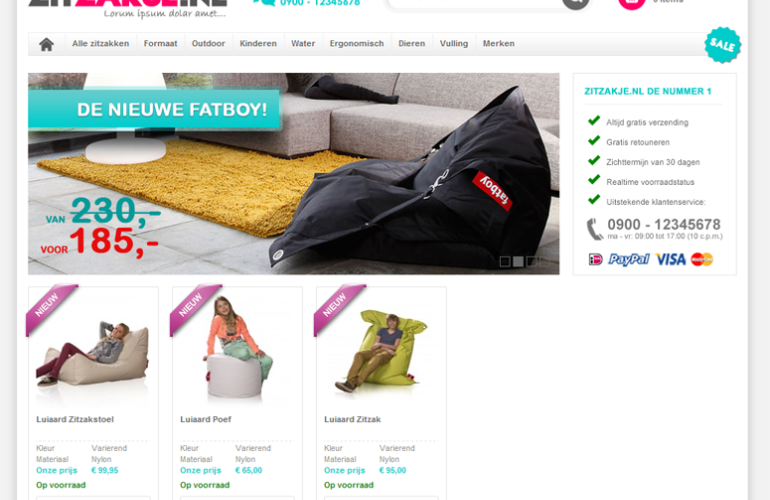 ZITZAKJE.NL
Lorum ipsum dolar amet....
0900 - 12345678
0 items
Alle zitzakken Formaat Outdoor Kinderen Water Ergonomisch Dieren Vulling Merken
SALE
DE NIEUWE FATBOY!
VAN 230,-
VOOR 185,-
fatboy
ZITZAKJE.NL DE NUMMER 1
Altijd gratis verzending
Gratis retouneren
Zichttermijn van 30 dagen
Realtime voorraadstatus
Uitstekende klantenservice:
0900 - 12345678
ma - vr: 09:00 tot 17:00 (10 c.p.m.)
iD PayPal VISA MasterCard
NIEUW NIEUW NIEUW
Luiaard Zitzakstoel Luiaard Poef Luiaard Zitzak
Kleur Varierend Kleur Varierend Kleur Varierend
Materiaal Nylon Materiaal Nylon Materiaal Nylon
Onze prijs € 99,95 Onze prijs € 65,00 Onze prijs € 95,00
Op voorraad Op voorraad Op voorraad